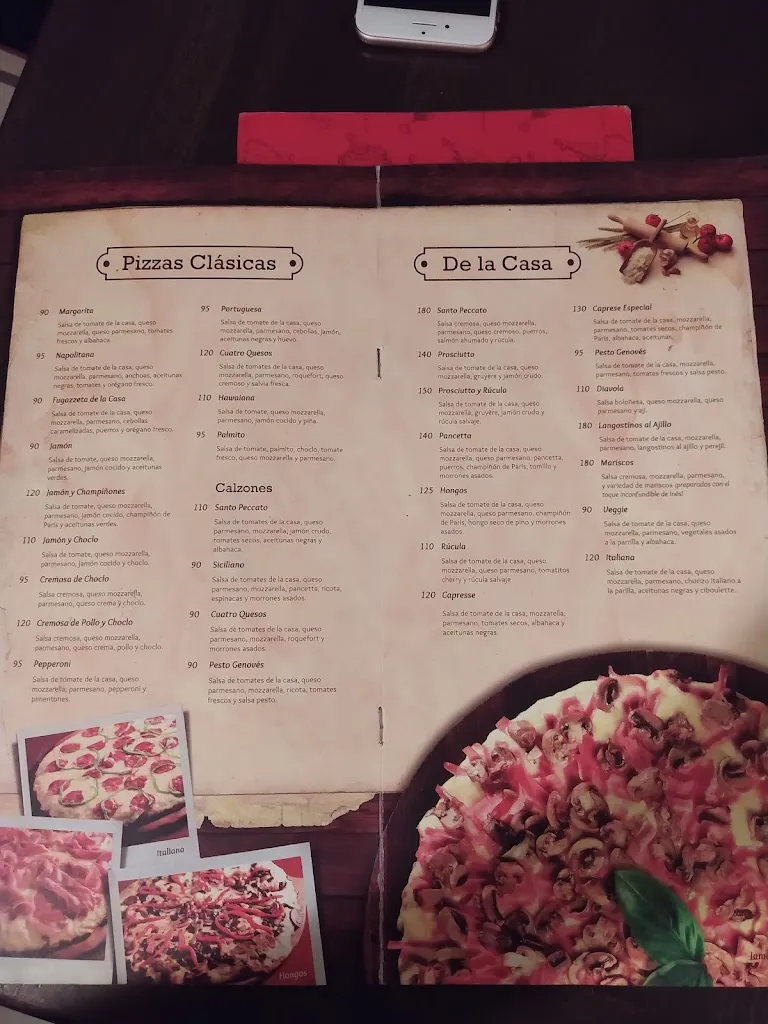 Pizzas Clásicas
90 Margarita
Salsa de tomate de la casa, queso
mozzarella, queso parmesano, tomates
frescos y albahaca.
95 Napolitana
Salsa de tomate de la casa, queso
mozzarella, parmesano, anchoas, aceitunas
negras, tomates y orégano fresco.
90 Fugazzeta de la Casa
Salsa de tomate de la casa, queso
mozzarella, parmesano, cebollas
caramelizadas, puerros y orégano fresco.
90 Jamón
Salsa de tomate, queso mozzarella,
parmesano, jamón cocido y aceitunas
verdes.
120 Jamón y Champiñones
Salsa de tomate, queso mozzarella,
parmesano, jamón cocido, champiñón de
París y aceitunas verdes.
110 Jamón y Choclo
Salsa de tomate, queso mozzarella,
parmesano, jamón cocido y choclo.
95 Cremosa de Choclo
Salsa cremosa, queso mozzarella,
parmesano, queso crema y choclo.
120 Cremosa de Pollo y Choclo
Salsa cremosa, queso mozzarella,
parmesano, queso crema, pollo y choclo.
95 Pepperoni
Salsa de tomate de la casa, queso
mozzarella, parmesano, pepperoni y
pimentones.
95 Portuguesa
Salsa de tomate de la casa, queso
mozzarella, parmesano, cebollas, jamón,
aceitunas negras y huevo.
120 Cuatro Quesos
Salsa de tomate de la casa, queso
mozzarella, parmesano, roquefort, queso
cremoso y salvia fresca.
110 Hawaiana
Salsa de tomate, queso mozzarella,
parmesano, jamón cocido y piña.
95 Palmito
Salsa de tomate, palmito, choclo, tomate
fresco, queso mozzarella y parmesano.
Calzones
110 Santo Peccato
Salsa de tomates de la casa, queso
parmesano, mozzarella, jamón crudo,
tomates secos, aceitunas negras y
albahaca.
90 Siciliano
Salsa de tomates de la casa, queso
parmesano, mozzarella, panceta, ricota,
espinacas y morrones asados.
90 Cuatro Quesos
Salsa de tomates de la casa, queso
parmesano, mozzarella, roquefort y
morrones asados.
90 Pesto Genovés
Salsa de tomates de la casa, queso
parmesano, mozzarella, ricota, tomates
frescos y salsa pesto.
De la Casa
180 Santo Peccato
Salsa cremosa, queso mozzarella,
parmesano, queso cremoso, puerros,
salmón ahumado y rúcula.
140 Prosciutto
Salsa de tomate de la casa, queso
mozzarella, gruyére y jamón crudo.
150 Prosciutto y Rúcula
Salsa de tomate de la casa, queso
mozzarella, gruyére, jamón crudo y
rúcula salvaje.
140 Pancetta
Salsa de tomate de la casa, queso
mozzarella, queso parmesano, pancetta,
puerros, champiñón de París, tomillo y
morrones asados.
125 Hongos
Salsa de tomate de la casa, queso
mozzarella, queso parmesano, champiñón
de París, hongo seco de pino y morrones
asados.
110 Rúcula
Salsa de tomate de la casa, queso
mozzarella, queso parmesano, tomatitos
cherry y rúcula salvaje
120 Capresse
Salsa de tomate de la casa, mozzarella,
parmesano, tomates secos, albahaca y
aceitunas negras.
130 Caprese Especial
Salsa de tomate de la casa, mozzarella,
parmesano, tomates secos, champiñón de
París, albahaca, aceitunas.
95 Pesto Genovés
Salsa de tomate de la casa, mozzarella,
parmesano, tomates frescos y salsa pesto.
110 Diavola
Salsa boloñesa, queso mozzarella, queso
parmesano y ají.
180 Langostinos al Ajillo
Salsa de tomate de la casa, mozzarella,
parmesano, langostinos al ajillo y perejil.
180 Mariscos
Salsa cremosa, mozzarella, parmesano,
y variedad de mariscos ¡preparados con el
toque inconfundible de Inés!
90 Veggie
Salsa de tomate de la casa, queso
mozzarella, parmesano, vegetales asados
a la parrilla y albahaca.
120 Italiana
Salsa de tomate de la casa, queso
mozzarella, parmesano, chorizo italiano a
la parilla, aceitunas negras y ciboulette.
Italiana
Hongos